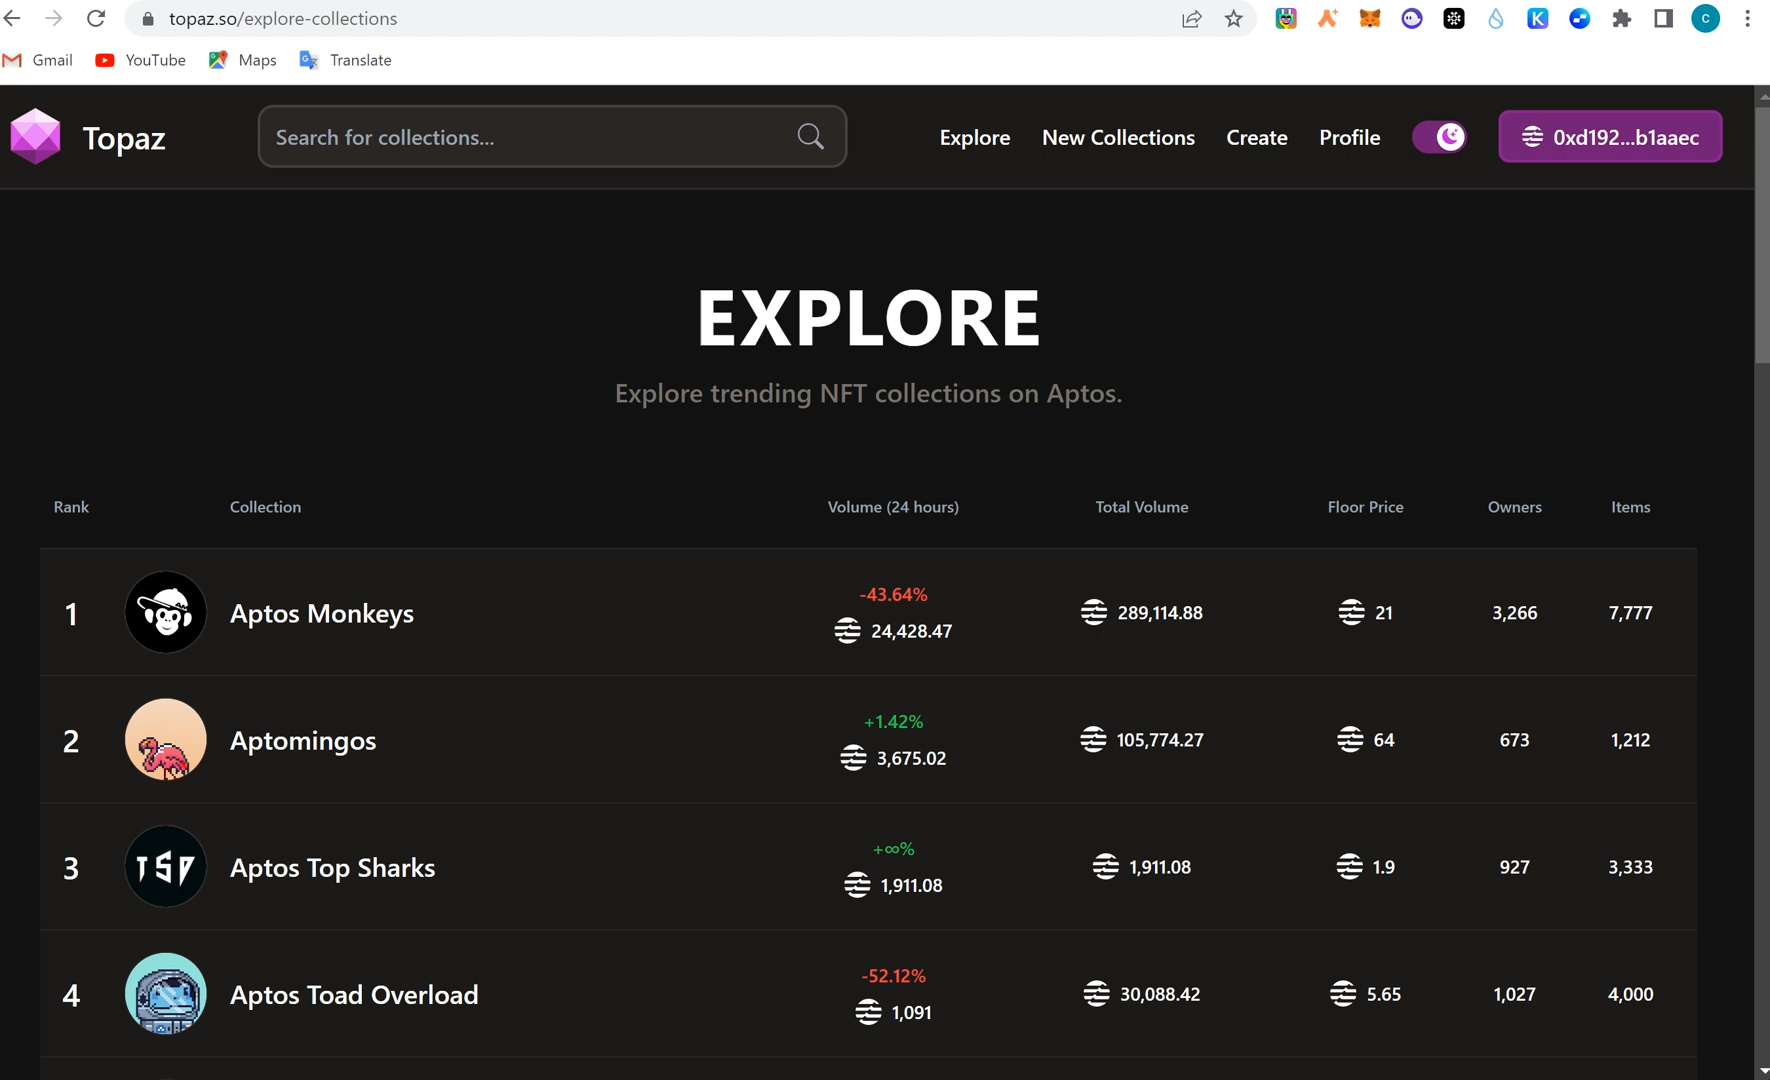 topaz.so/explore-collections
K
C
Gmail YouTube Maps Translate
Topaz Search for collections... Explore New Collections Create Profile 0xd192...b1aaec
EXPLORE
Explore trending NFT collections on Aptos.
Rank Collection Volume (24 hours) Total Volume Floor Price Owners Items
1 Aptos Monkeys -43.64% 24,428.47 289,114.88 21 3,266 7,777
2 Aptomingos +1.42% 3,675.02 105,774.27 64 673 1,212
3 TSP Aptos Top Sharks +∞% 1,911.08 1,911.08 1.9 927 3,333
4 Aptos Toad Overload -52.12% 1,091 30,088.42 5.65 1,027 4,000